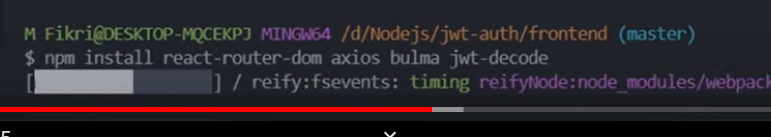 M Fikri@DESKTOP-MQCEKPJ MINGW64 /d/Nodejs/jwt-auth/frontend (master)
$ npm install react-router-dom axios bulma jwt-decode
[ ] / reify:fsevents: timing reifyNode:node_modules/webpack